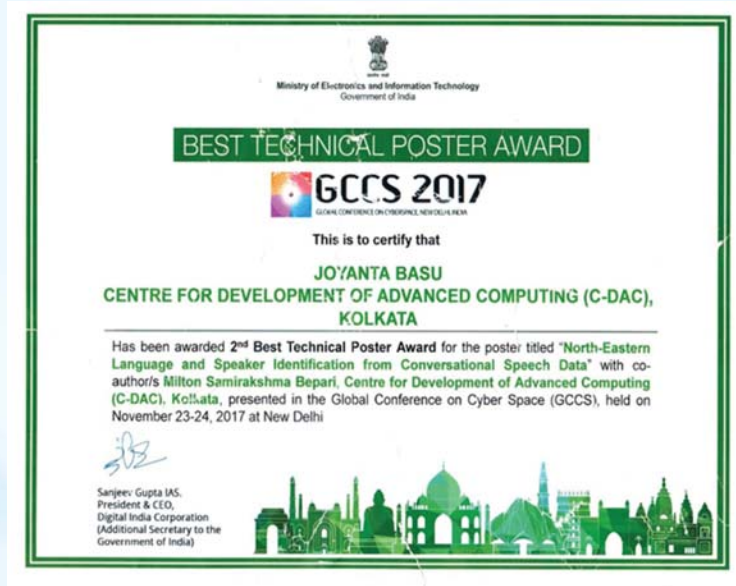 Ministry of Electronics and Information Technology
Government of India
BEST TECHNICAL POSTER AWARD
GCCS 2017
GLOBAL CONFERENCE ON CYBERSPACE, NEW DELHI, INDIA
This is to certify that
JOYANTA BASU
CENTRE FOR DEVELOPMENT OF ADVANCED COMPUTING (C-DAC),
KOLKATA
Has been awarded 2nd Best Technical Poster Award for the poster titled "North-Eastern
Language and Speaker Identification from Conversational Speech Data" with co-
author/s Milton Samirakshma Bepari, Centre for Development of Advanced Computing
(C-DAC), Kolkata, presented in the Global Conference on Cyber Space (GCCS), held on
November 23-24, 2017 at New Delhi
Sanjeev Gupta IAS.
President & CEO,
Digital India Corporation
(Additional Secretary to the
Government of India)